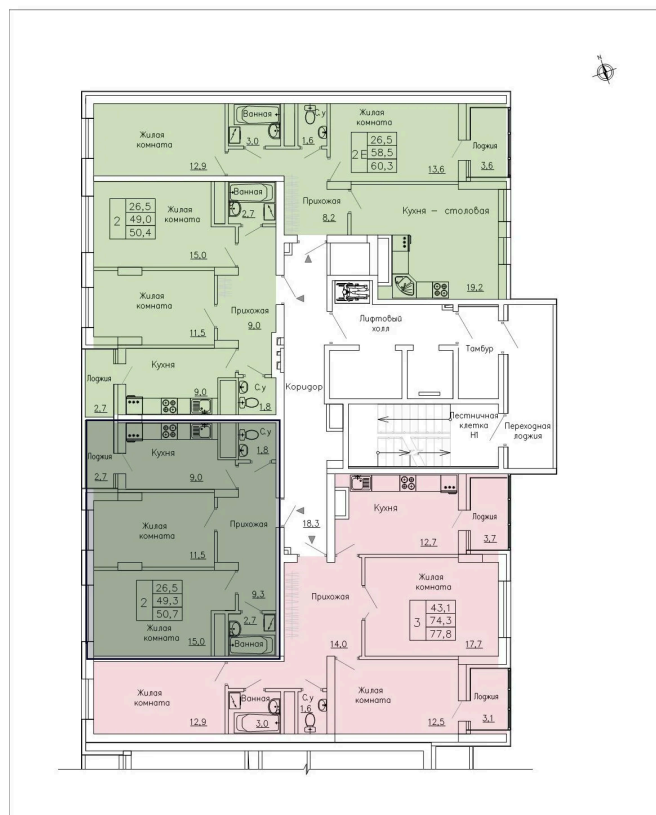 N
Жилая
комната
12,9
Ванная
3,0
С.у
1,6
Жилая
комната
2Е
26,5
58,5
60,3
13,6
Лоджия
3,6
Прихожая
8,2
Кухня – столовая
19,2
2
26,5
49,0
50,4
Жилая
комната
15,0
Ванная
2,7
Жилая
комната
11,5
Прихожая
9,0
Лифтовый
холл
Тамбур
Лоджия
2,7
Кухня
9,0
С.у
1,8
Коридор
Лестничная
клетка
Н1
Переходная
лоджия
Лоджия
2,7
Кухня
9,0
С.у
1,8
Жилая
комната
11,5
Прихожая
9,3
18,3
Кухня
12,7
Лоджия
3,7
2
26,5
49,3
50,7
Жилая
комната
15,0
2,7
Ванная
Прихожая
14,0
Жилая
комната
3
43,1
74,3
77,8
17,7
Жилая
комната
12,9
Ванная
3,0
С.у
1,6
Жилая
комната
12,5
Лоджия
3,1